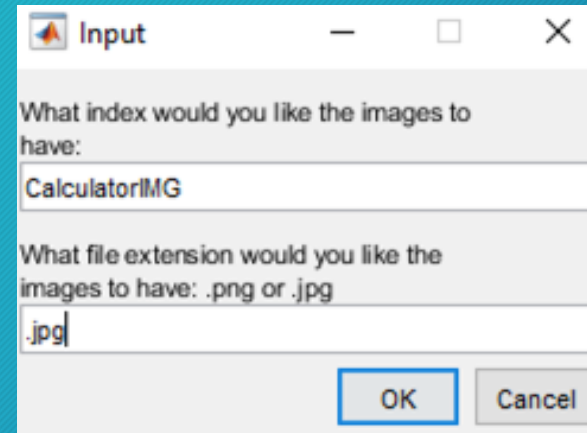 Input
What index would you like the images to
have:
CalculatorIMG
What file extension would you like the
images to have: .png or .jpg
.jpg
OK Cancel